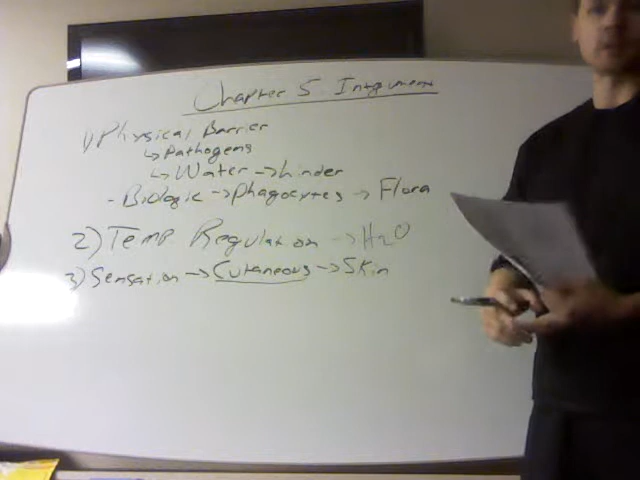 Chapter 5 Integument
1) Physical Barrier
↳ Pathogens
↳ Water → hinder
- Biologic → phagocytes → Flora
2) Temp Regulation → H2O
3) Sensation → Cutaneous → Skin